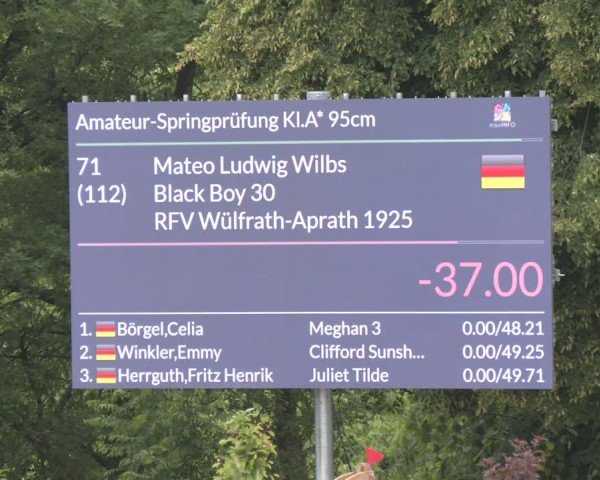 Amateur-Springprüfung Kl.A* 95cm
easyINFO
71 Mateo Ludwig Wilbs
(112) Black Boy 30
RFV Wülfrath-Aprath 1925
-37.00
1. Börgel,Celia Meghan 3 0.00/48.21
2. Winkler,Emmy Clifford Sunsh... 0.00/49.25
3. Herrguth,Fritz Henrik Juliet Tilde 0.00/49.71